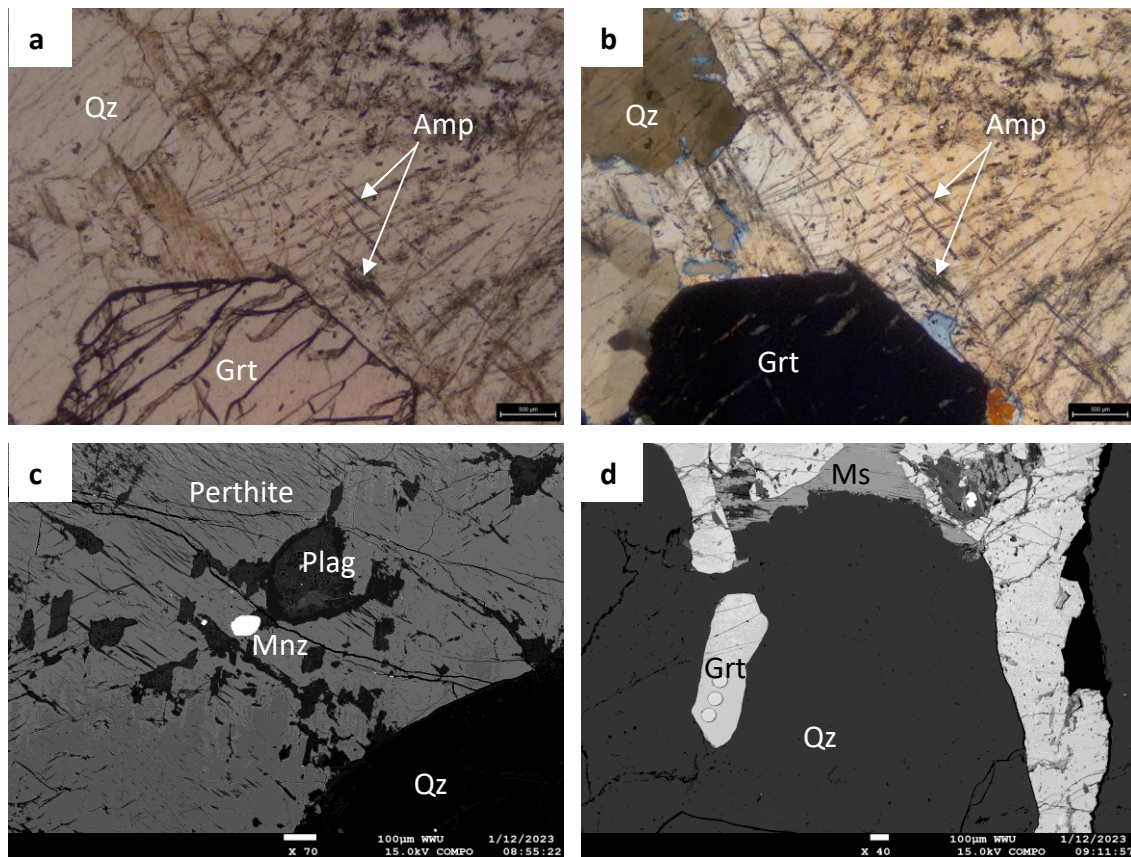 a
Qz
Amp
Grt
500 µm
b
Qz
Amp
Grt
500 µm
c
Perthite
Plag
Mnz
Qz
100µm WWU 1/12/2023
X 70 15.0kV COMPO 08:55:22
d
Ms
Grt
Qz
100µm WWU 1/12/2023
X 40 15.0kV COMPO 09:11:57